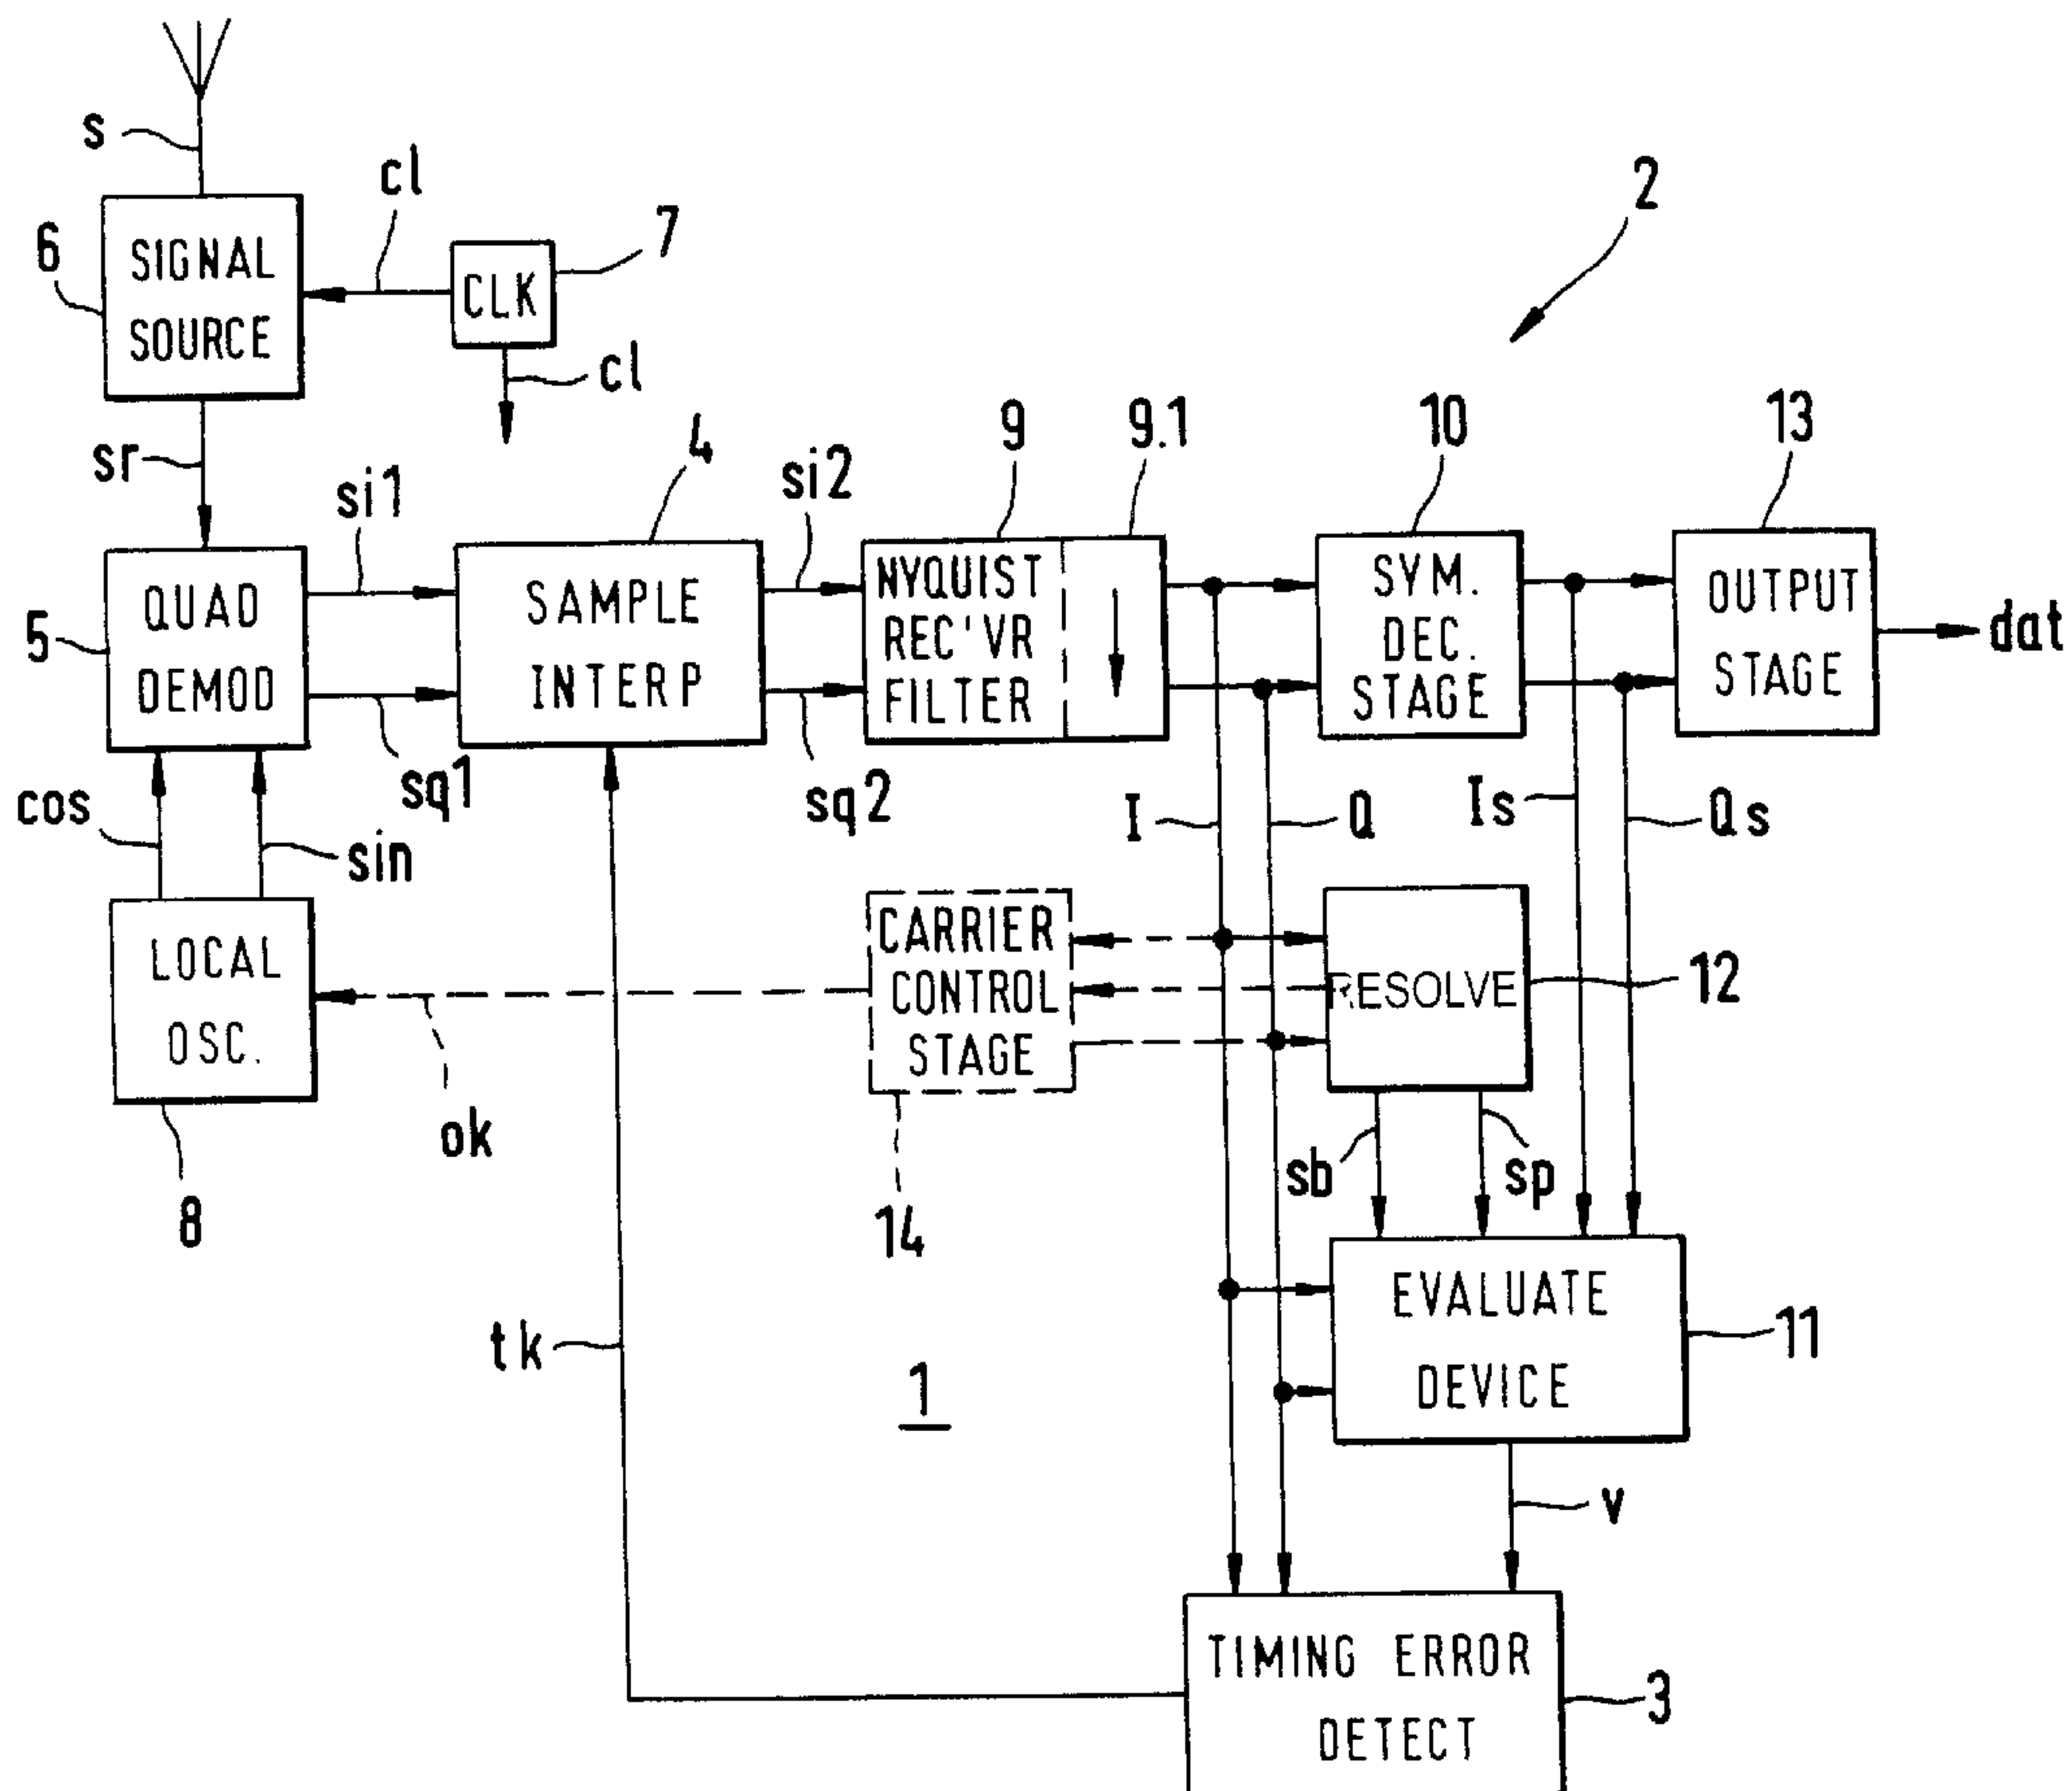 s
cl
2
6
SIGNAL
SOURCE
CLK
7
cl
sr
si1
4
si2
9
9.1
10
13
5
QUAD
DEMOD
SAMPLE
INTERP
NYQUIST
REC'VR
FILTER
SYM.
DEC.
STAGE
OUTPUT
STAGE
dat
cos
sin
sq1
sq2
I
Q
Is
Qs
LOCAL
OSC.
8
ok
CARRIER
CONTROL
STAGE
14
RESOLVE
12
sb
sp
EVALUATE
DEVICE
11
tk
1
v
TIMING ERROR
DETECT
3